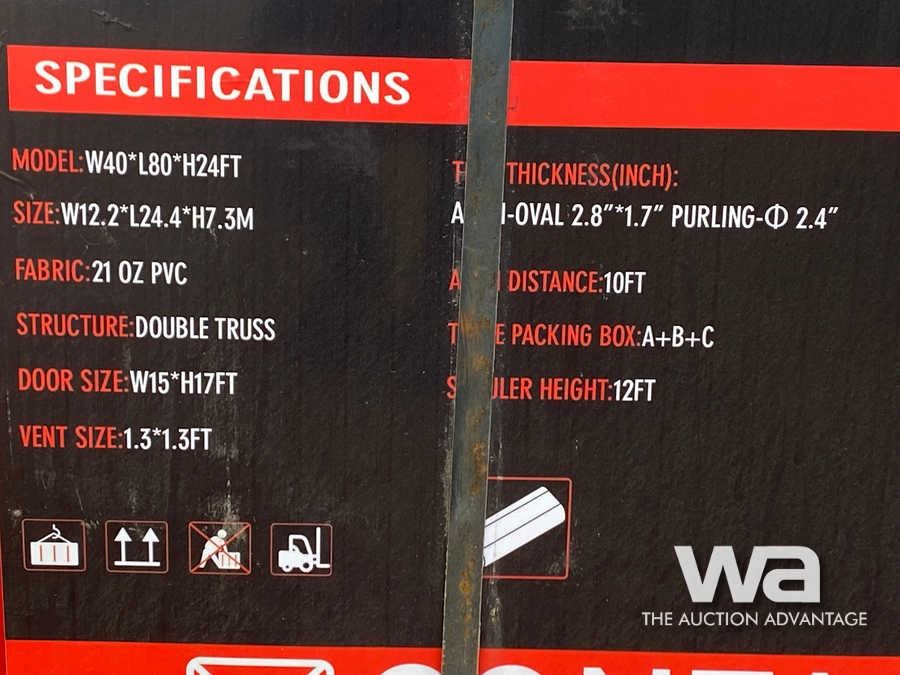 SPECIFICATIONS
MODEL:W40*L80*H24FT
SIZE:W12.2*L24.4*H7.3M
FABRIC:21 OZ PVC
STRUCTURE:DOUBLE TRUSS
DOOR SIZE:W15*H17FT
VENT SIZE:1.3*1.3FT
THICKNESS(INCH):
-OVAL 2.8"*1.7" PURLING-Φ 2.4"
DISTANCE:10FT
PACKING BOX:A+B+C
HEIGHT:12FT
wa
THE AUCTION ADVANTAGE